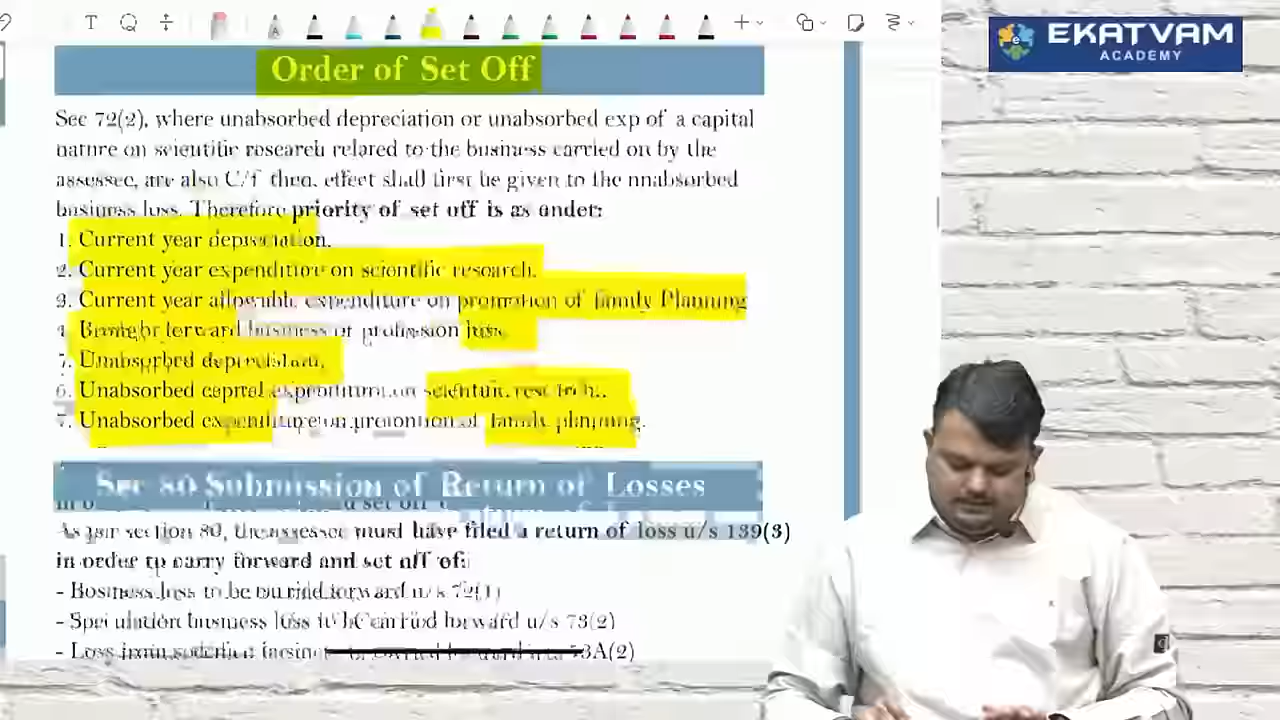 EKATVAM
ACADEMY
Order of Set Off
Sec 72(2), where unabsorbed depreciation or unabsorbed exp of a capital
nature on scientific research related to the business carried on by the
assessee, are also C/f then, effect shall first be given to the unabsorbed
business loss. Therefore priority of set off is as under:
1. Current year depreciation.
2. Current year expenditure on scientific research.
3. Current year allowable expenditure on promotion of family Planning
4. Brought forward business or profession loss.
Unabsorbed depreciation.
6. Unabsorbed capital expenditure on scientific research.
7. Unabsorbed expenditure on promotion of family planning.
Sec 80 Submission of Return of Losses
As per section 80, the assessee must have filed a return of loss u/s 139(3)
in order to carry forward and set off of:
- Business loss to be carried forward u/s 72(1)
- Speculation business loss to be carried forward u/s 73(2)
- Loss from specified 73A(2)